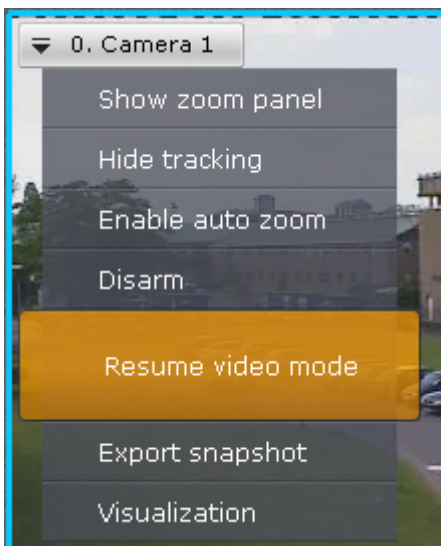 0. Camera 1
Show zoom panel
Hide tracking
Enable auto zoom
Disarm
Resume video mode
Export snapshot
Visualization